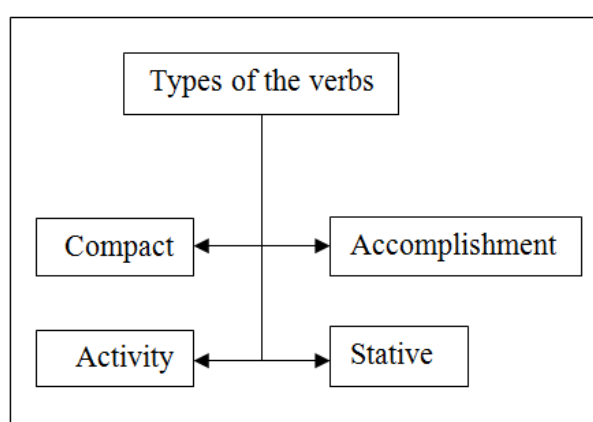 Types of the verbs
Compact
Accomplishment
Activity
Stative